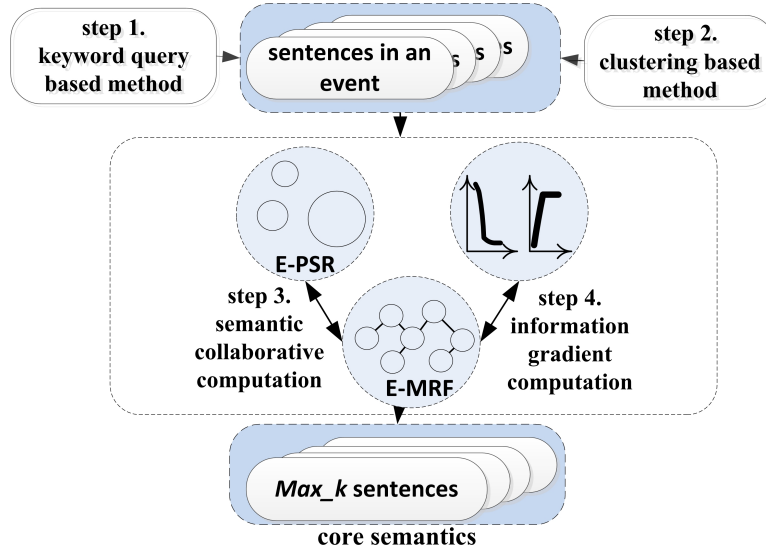 step 1.
keyword query
based method
sentences in an
event
s
s
es
step 2.
clustering based
method
E-PSR
step 3.
semantic
collaborative
computation
E-MRF
step 4.
information
gradient
computation
Max_k sentences
core semantics